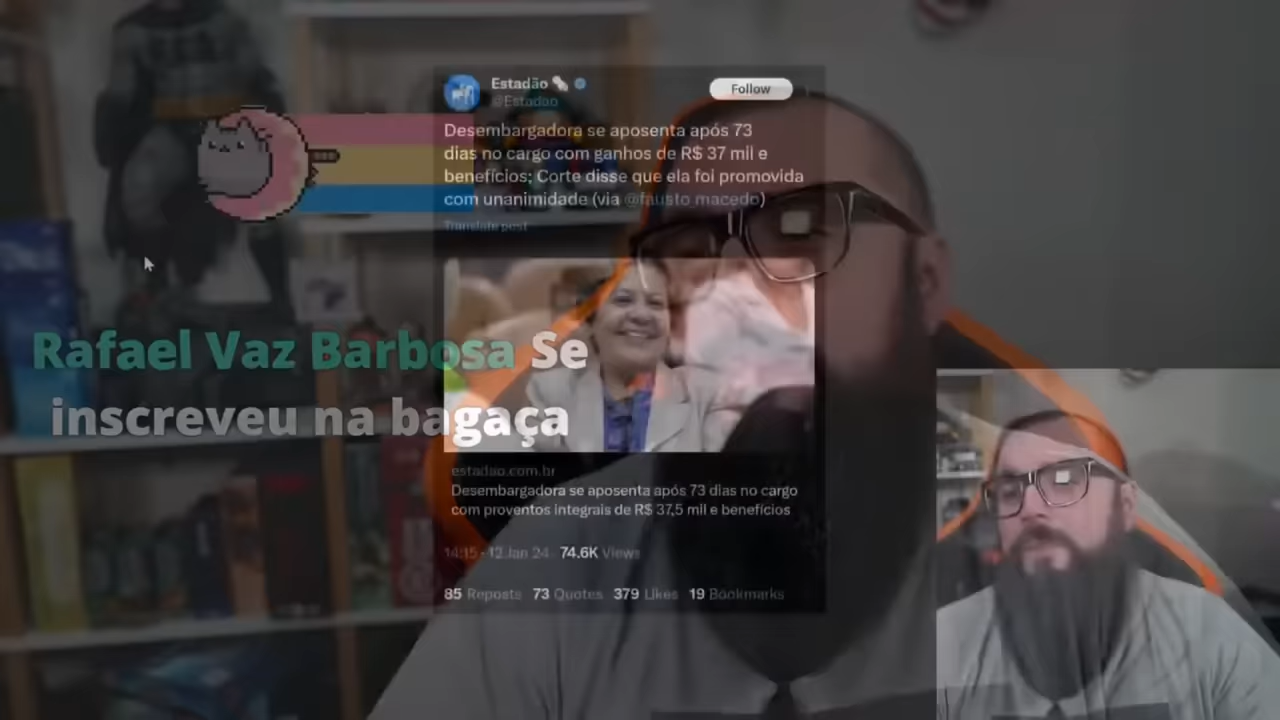 Estadão
@Estadao
Follow
Desembargadora se aposenta após 73
dias no cargo com ganhos de R$ 37 mil e
benefícios; Corte disse que ela foi promovida
com unanimidade (via @fausto_macedo)
Translate post
Rafael Vaz Barbosa Se
inscreveu na bagaça
estadao.com.br
Desembargadora se aposenta após 73 dias no cargo
com proventos integrais de R$ 37,5 mil e benefícios
14:15 · 12 Jan 24 · 74.6K Views
85 Reposts 73 Quotes 379 Likes 19 Bookmarks